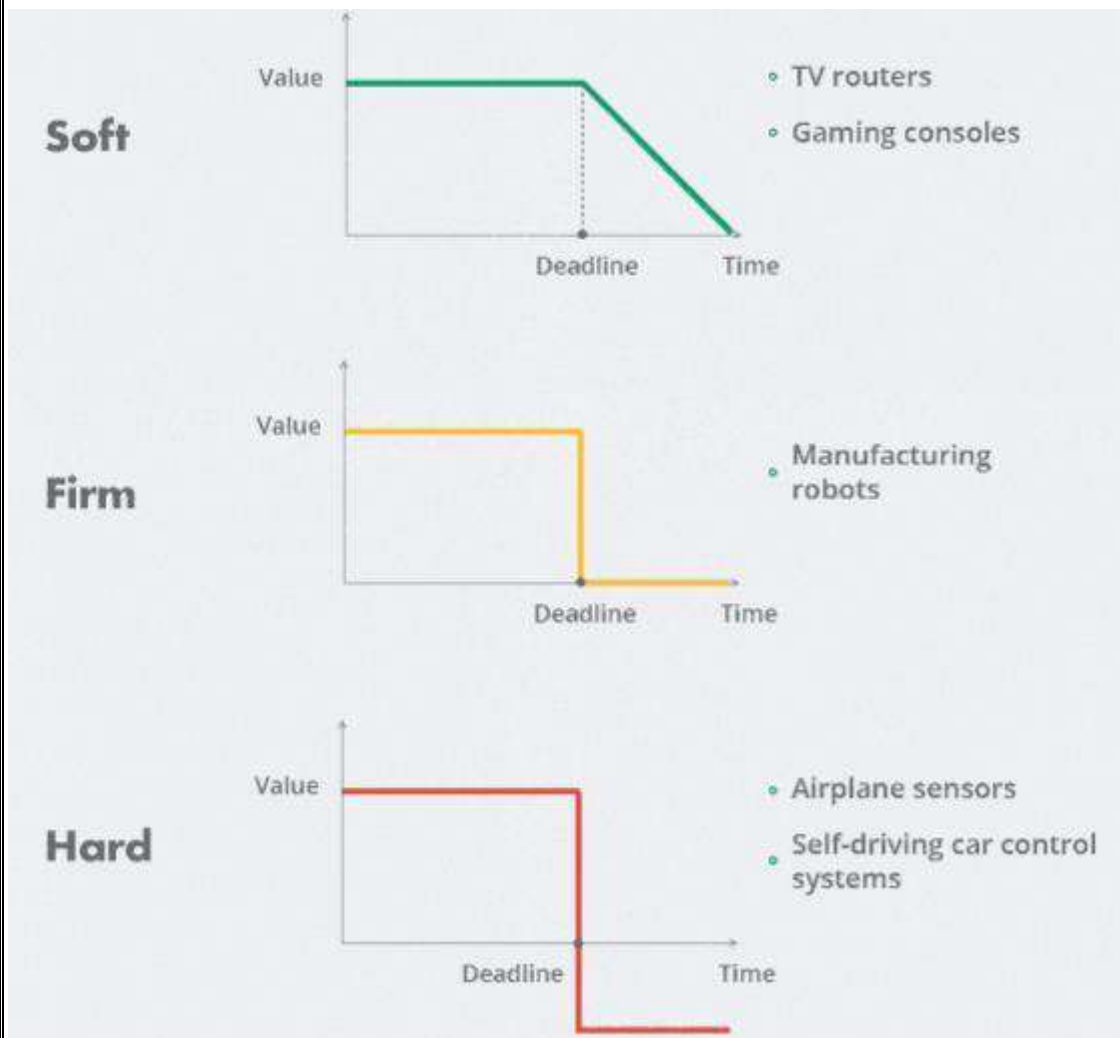 Soft
Value
Deadline
Time
TV routers
Gaming consoles
Firm
Value
Deadline
Time
Manufacturing
robots
Hard
Value
Deadline
Time
Airplane sensors
Self-driving car control
systems